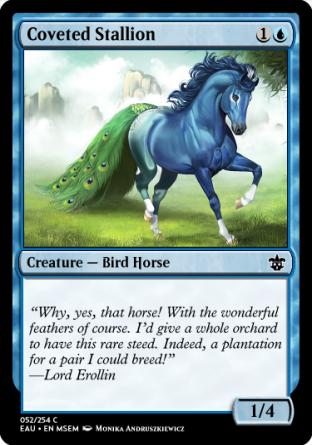 Coveted Stallion 1
Creature — Bird Horse
“Why, yes, that horse! With the wonderful
feathers of course. I’d give a whole orchard
to have this rare steed. Indeed, a plantation
for a pair I could breed!”
—Lord Erollin
1/4
052/254 C
EAU • EN MSEM Monika Andruszkiewicz